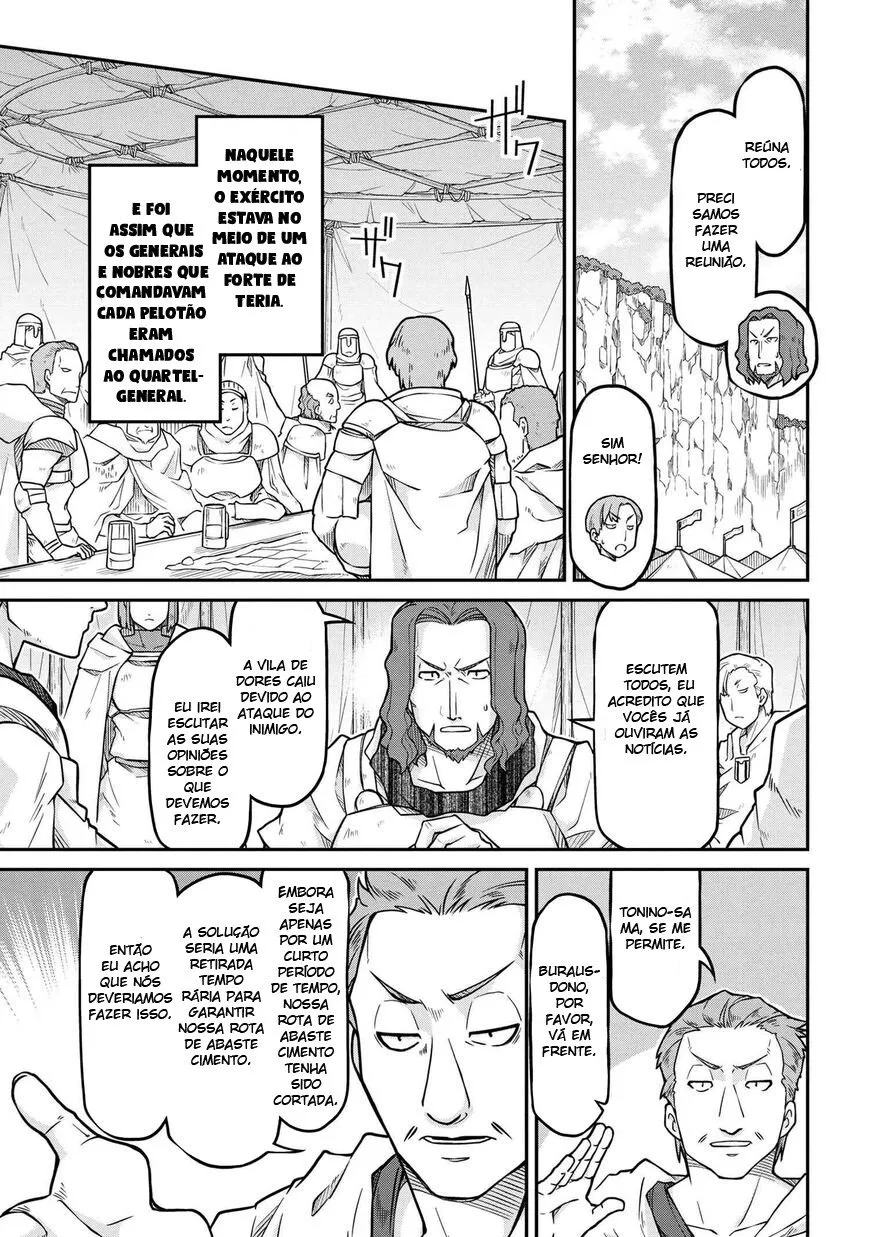 REÚNA
TODOS.
PRECI
SAMOS
FAZER
UMA
REUNIÃO.
SIM
SENHOR!
ザッ
ザッ
NAQUELE
MOMENTO,
O EXÉRCITO
ESTAVA NO
MEIO DE UM
ATAQUE AO
FORTE DE
TERIA.
E FOI
ASSIM QUE
OS GENERAIS
E NOBRES QUE
COMANDAVAM
CADA PELOTÃO
ERAM
CHAMADOS
AO QUARTEL-
GENERAL.
ESCUTEM
TODOS, EU
ACREDITO QUE
VOCÊS JÁ
OUVIRAM AS
NOTÍCIAS.
A VILA DE
DORES CAIU
DEVIDO AO
ATAQUE DO
INIMIGO.
EU IREI
ESCUTAR
AS SUAS
OPINIÕES
SOBRE O
QUE
DEVEMOS
FAZER.
TONINO-SA
MA, SE ME
PERMITE.
BURAUS-
DONO,
POR
FAVOR,
VÁ EM
FRENTE.
EMBORA
SEJA
APENAS
POR UM
CURTO
PERÍODO
DE TEMPO,
NOSSA
ROTA DE
ABASTE
CIMENTO
TENHA
SIDO
CORTADA.
A SOLUÇÃO
SERIA UMA
RETIRADA
TEMPO
RÁRIA PARA
GARANTIR
NOSSA ROTA
DE ABASTE
CIMENTO.
ENTÃO
EU ACHO
QUE NÓS
DEVERIAMOS
FAZER ISSO.